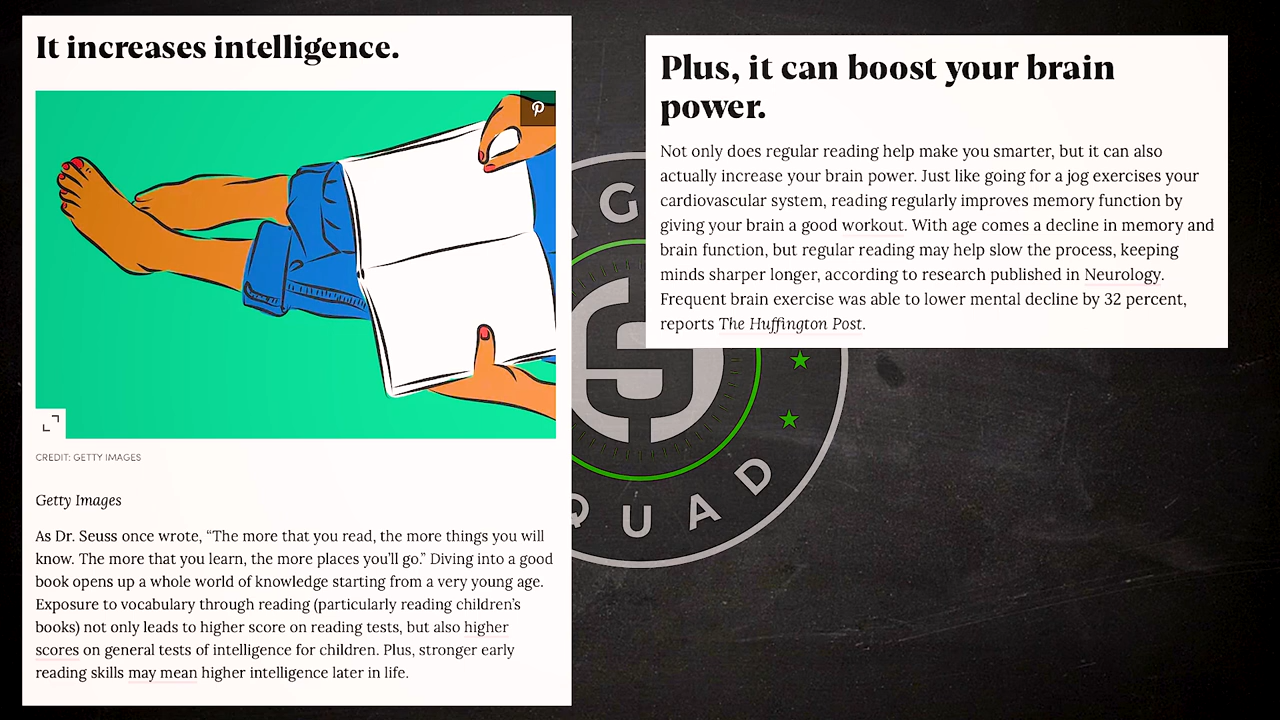 It increases intelligence.
CREDIT: GETTY IMAGES
Getty Images
As Dr. Seuss once wrote, “The more that you read, the more things you will
know. The more that you learn, the more places you’ll go.” Diving into a good
book opens up a whole world of knowledge starting from a very young age.
Exposure to vocabulary through reading (particularly reading children’s
books) not only leads to higher score on reading tests, but also higher
scores on general tests of intelligence for children. Plus, stronger early
reading skills may mean higher intelligence later in life.
Plus, it can boost your brain
power.
Not only does regular reading help make you smarter, but it can also
actually increase your brain power. Just like going for a jog exercises your
cardiovascular system, reading regularly improves memory function by
giving your brain a good workout. With age comes a decline in memory and
brain function, but regular reading may help slow the process, keeping
minds sharper longer, according to research published in Neurology.
Frequent brain exercise was able to lower mental decline by 32 percent,
reports The Huffington Post.